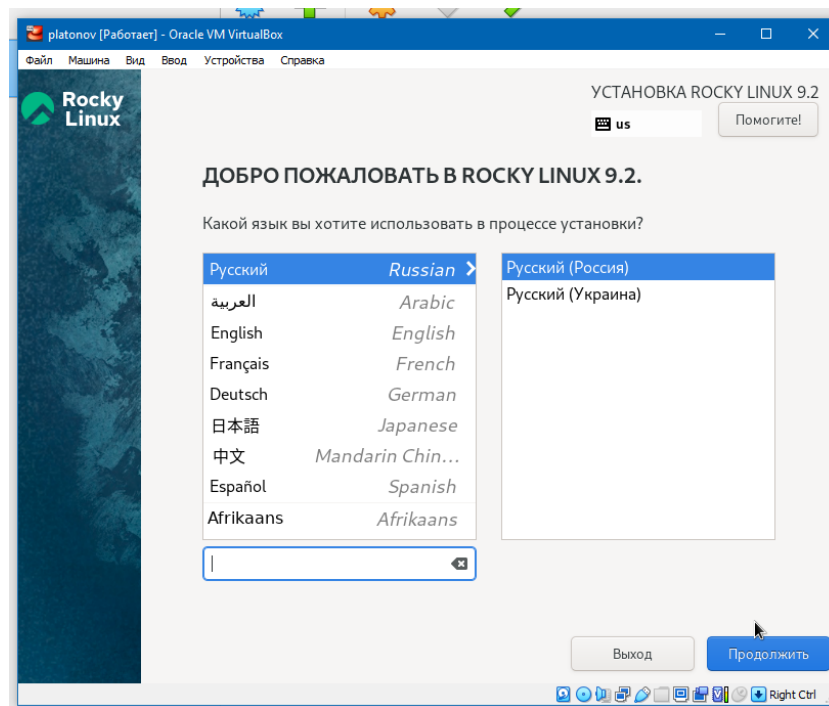 platonov [Работает] - Oracle VM VirtualBox
Файл Машина Вид Ввод Устройства Справка
Rocky
Linux
УСТАНОВКА ROCKY LINUX 9.2
us
Помогите!
ДОБРО ПОЖАЛОВАТЬ В ROCKY LINUX 9.2.
Какой язык вы хотите использовать в процессе установки?
Русский Russian
العربية Arabic
English English
Français French
Deutsch German
日本語 Japanese
中文 Mandarin Chin...
Español Spanish
Afrikaans Afrikaans
Русский (Россия)
Русский (Украина)
Выход
Продолжить
Right Ctrl